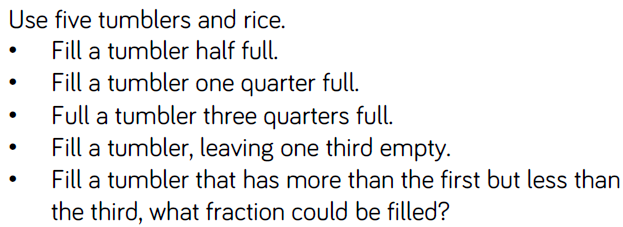 Use five tumblers and rice.
• Fill a tumbler half full.
• Fill a tumbler one quarter full.
• Full a tumbler three quarters full.
• Fill a tumbler, leaving one third empty.
• Fill a tumbler that has more than the first but less than
the third, what fraction could be filled?